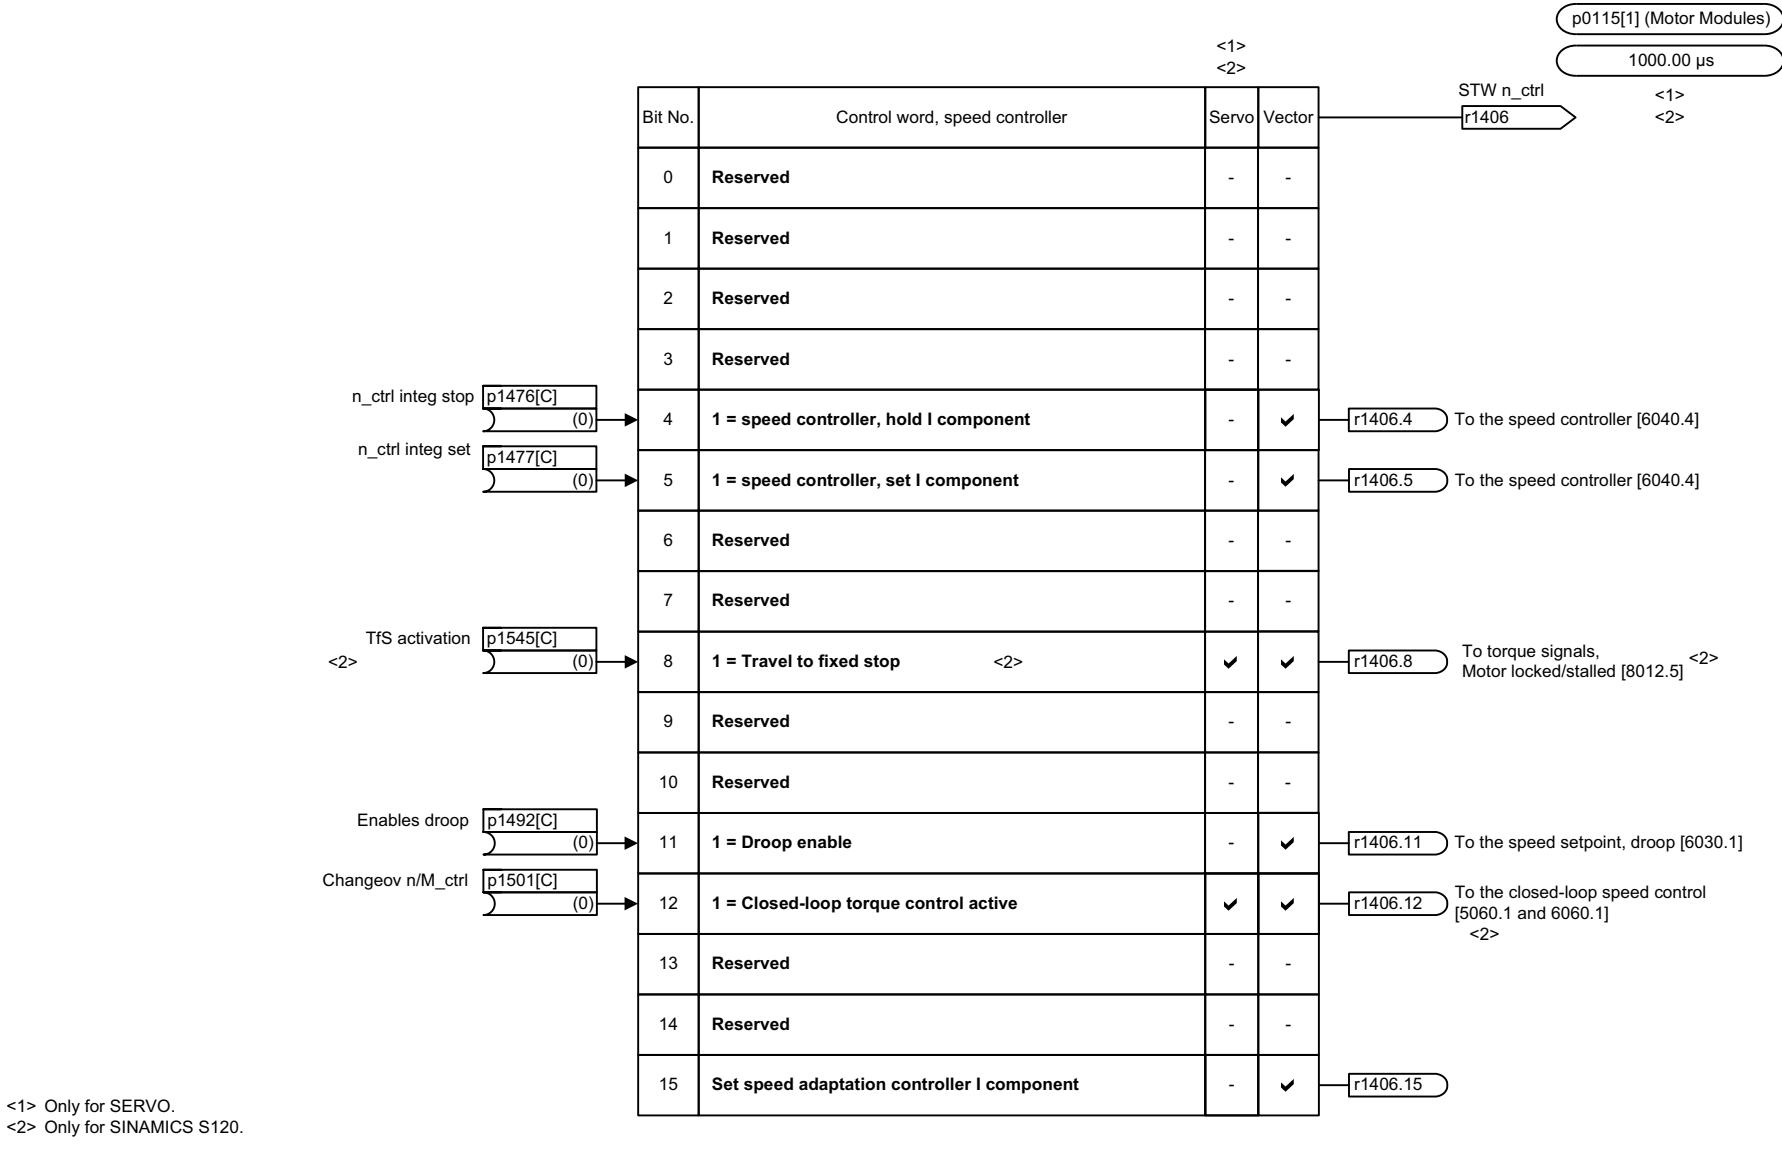 p0115[1] (Motor Modules)
1000.00 µs
<1>
<2>
<1>
<2>
STW n_ctrl
r1406
Bit No. Control word, speed controller Servo Vector
0 Reserved - -
1 Reserved - -
2 Reserved - -
3 Reserved - -
n_ctrl integ stop p1476[C]
(0) 4 1 = speed controller, hold I component - ✔ r1406.4 To the speed controller [6040.4]
n_ctrl integ set p1477[C]
(0) 5 1 = speed controller, set I component - ✔ r1406.5 To the speed controller [6040.4]
6 Reserved - -
7 Reserved - -
TfS activation p1545[C]
<2> (0) 8 1 = Travel to fixed stop <2> ✔ ✔ r1406.8 To torque signals,
Motor locked/stalled [8012.5] <2>
9 Reserved - -
10 Reserved - -
Enables droop p1492[C]
(0) 11 1 = Droop enable - ✔ r1406.11 To the speed setpoint, droop [6030.1]
Changeov n/M_ctrl p1501[C]
(0) 12 1 = Closed-loop torque control active ✔ ✔ r1406.12 To the closed-loop speed control
[5060.1 and 6060.1]
<2>
13 Reserved - -
14 Reserved - -
15 Set speed adaptation controller I component - ✔ r1406.15
<1> Only for SERVO.
<2> Only for SINAMICS S120.